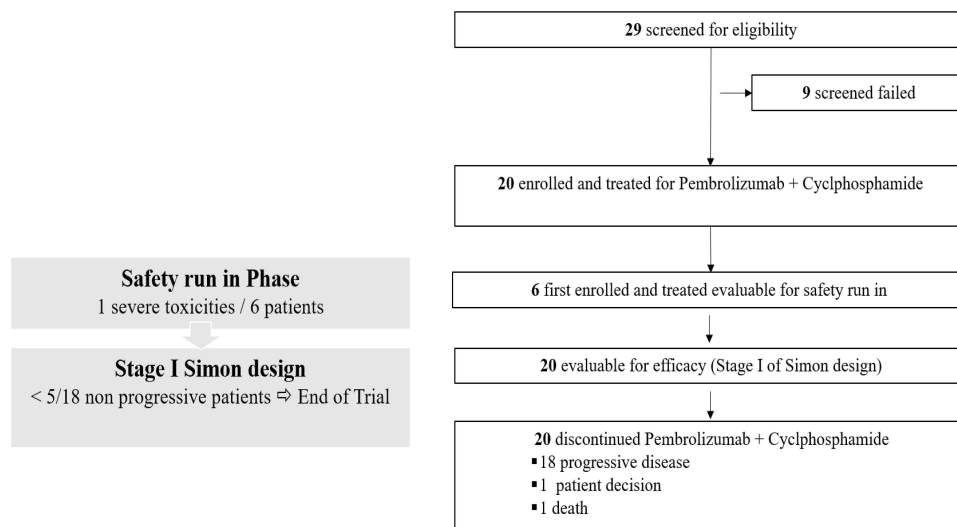 29 screened for eligibility
9 screened failed
20 enrolled and treated for Pembrolizumab + Cyclphosphamide
Safety run in Phase
1 severe toxicities / 6 patients
6 first enrolled and treated evaluable for safety run in
Stage I Simon design
< 5/18 non progressive patients ⇨ End of Trial
20 evaluable for efficacy (Stage I of Simon design)
20 discontinued Pembrolizumab + Cyclphosphamide
▪ 18 progressive disease
▪ 1 patient decision
▪ 1 death